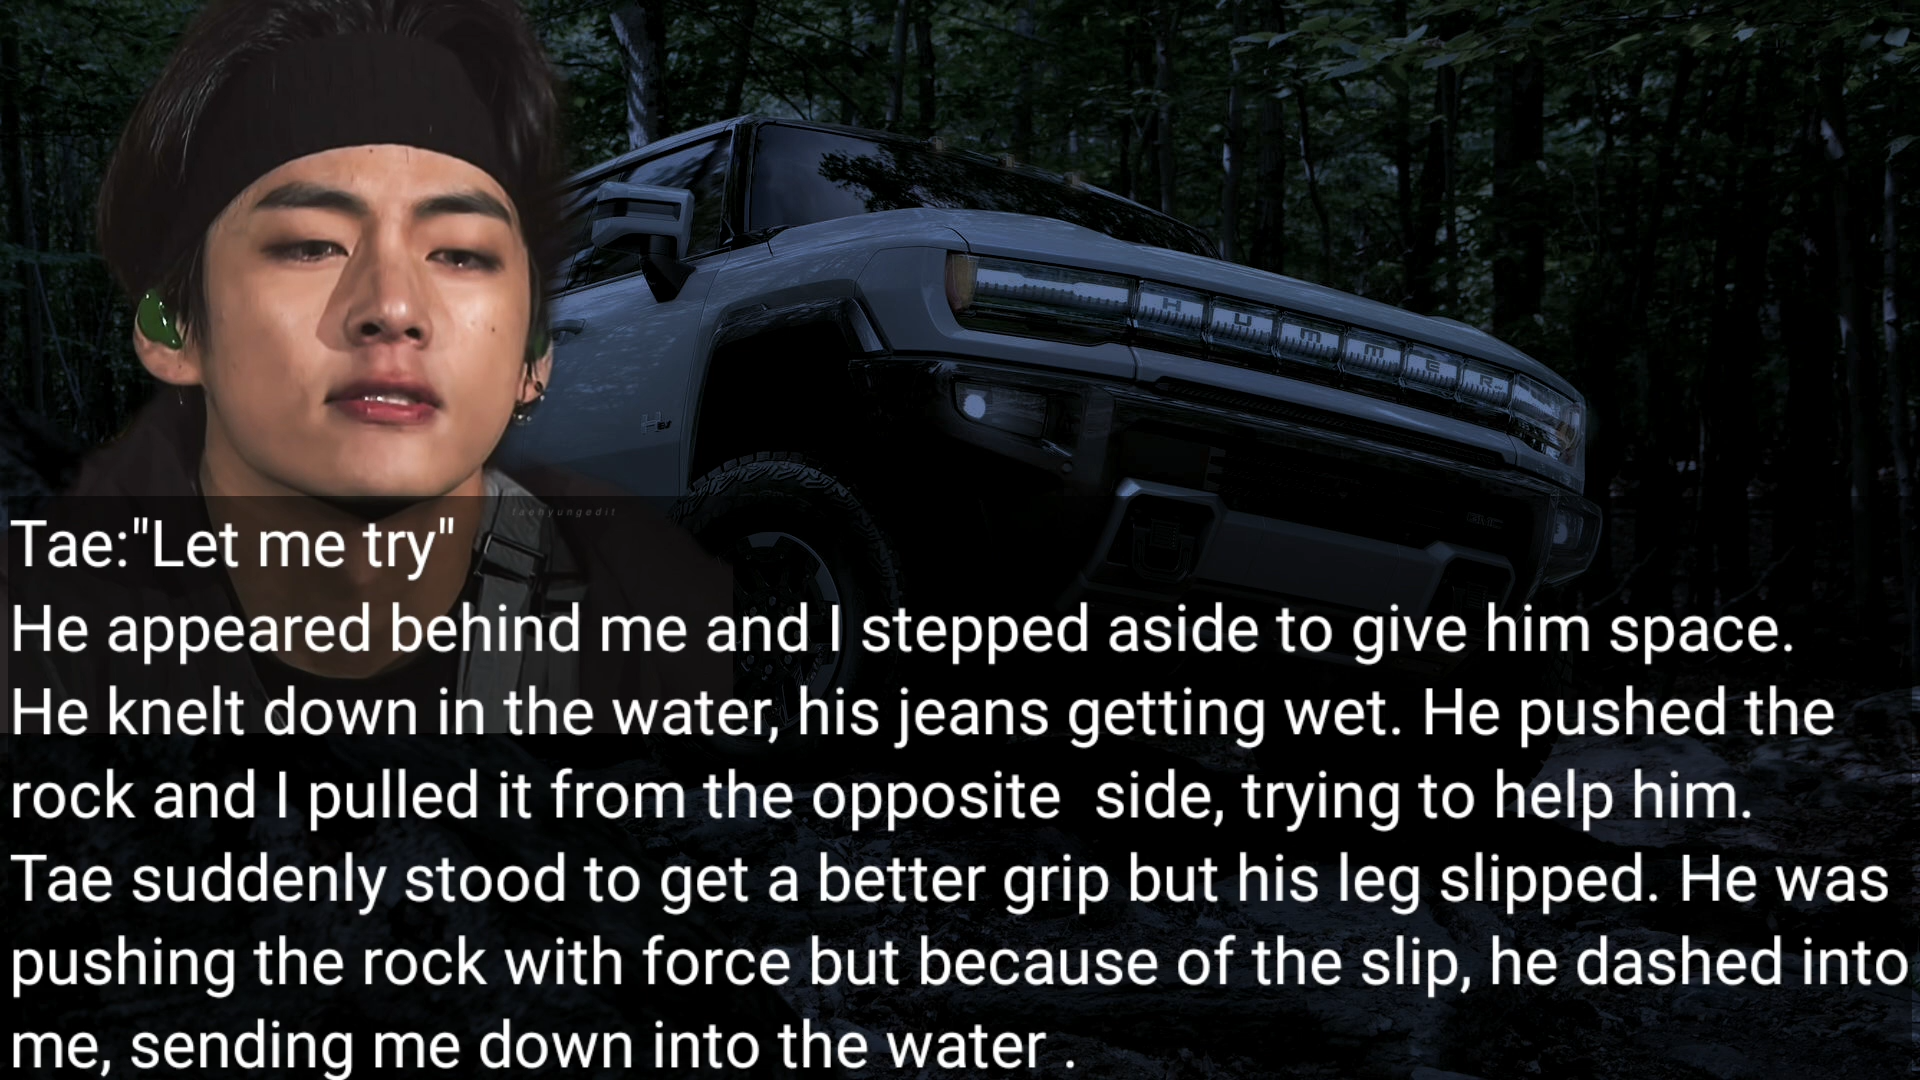 HUMMER
HEV
taehyungedit
Tae:"Let me try"
He appeared behind me and I stepped aside to give him space.
He knelt down in the water, his jeans getting wet. He pushed the
rock and I pulled it from the opposite  side, trying to help him.
Tae suddenly stood to get a better grip but his leg slipped. He was
pushing the rock with force but because of the slip, he dashed into
me, sending me down into the water .